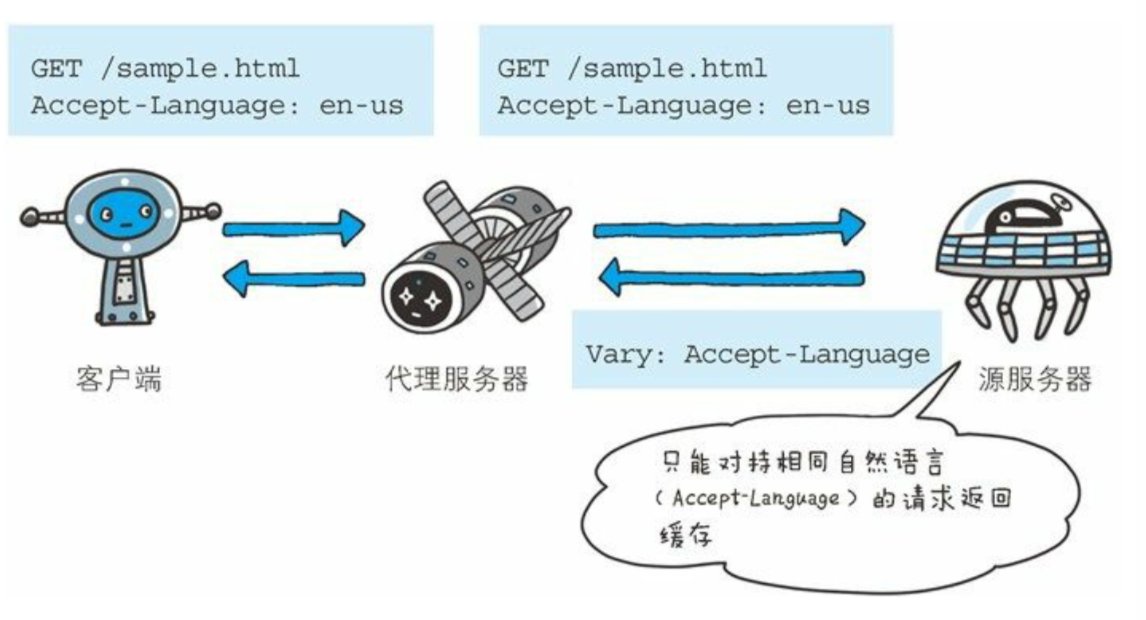 GET /sample.html
Accept-Language: en-us
GET /sample.html
Accept-Language: en-us
Vary: Accept-Language
客户端
代理服务器
源服务器
只能对持相同自然语言
(Accept-Language)的请求返回
缓存